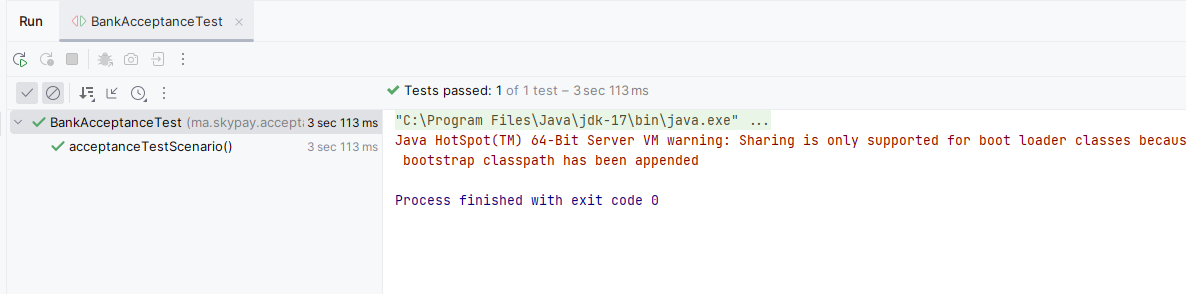 Run
BankAcceptanceTest
Tests passed: 1 of 1 test – 3 sec 113 ms
BankAcceptanceTest (ma.skypay.accepta 3 sec 113 ms
acceptanceTestScenario() 3 sec 113 ms
"C:\Program Files\Java\jdk-17\bin\java.exe" ...
Java HotSpot(TM) 64-Bit Server VM warning: Sharing is only supported for boot loader classes becaus
bootstrap classpath has been appended
Process finished with exit code 0